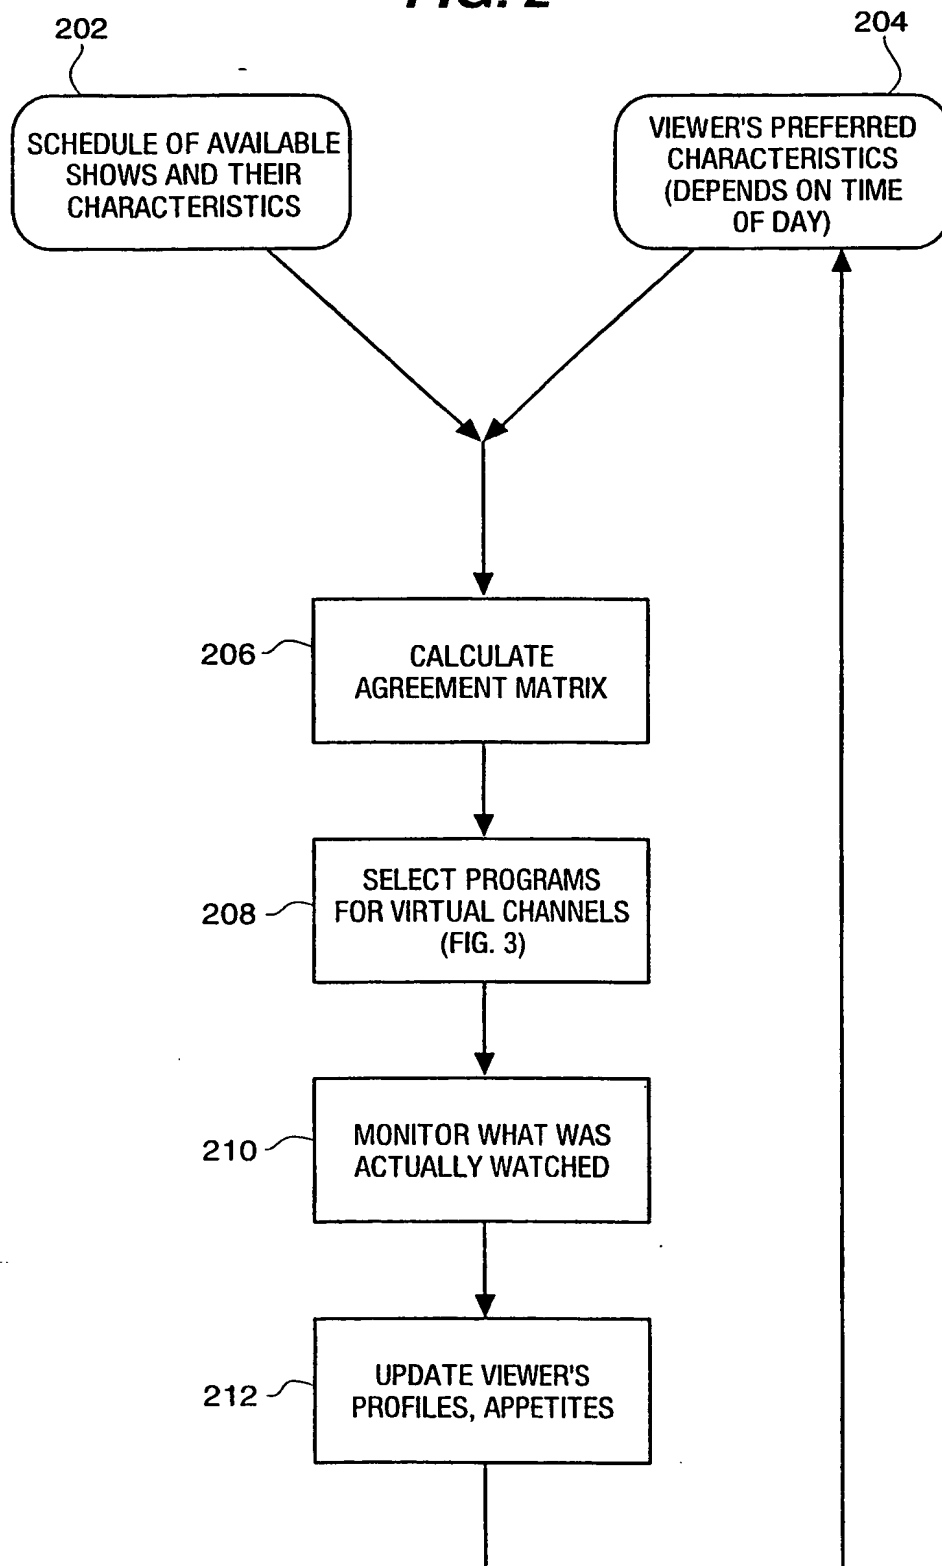 FIG. 2
202
204
SCHEDULE OF AVAILABLE
SHOWS AND THEIR
CHARACTERISTICS
VIEWER'S PREFERRED
CHARACTERISTICS
(DEPENDS ON TIME
OF DAY)
206
CALCULATE
AGREEMENT MATRIX
208
SELECT PROGRAMS
FOR VIRTUAL CHANNELS
(FIG. 3)
210
MONITOR WHAT WAS
ACTUALLY WATCHED
212
UPDATE VIEWER'S
PROFILES, APPETITES